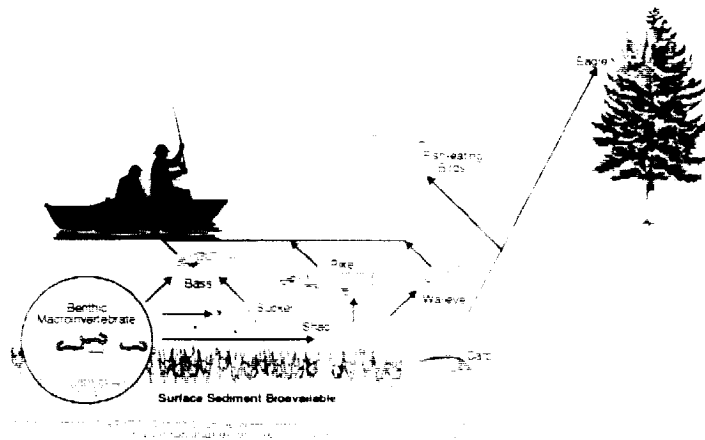 Eagle
Fish-eating
Birds
Pike
Bass
Walleye
Benthic
Macroinvertebrate
Sucker
Shad
Carp
Surface Sediment Bioavailable